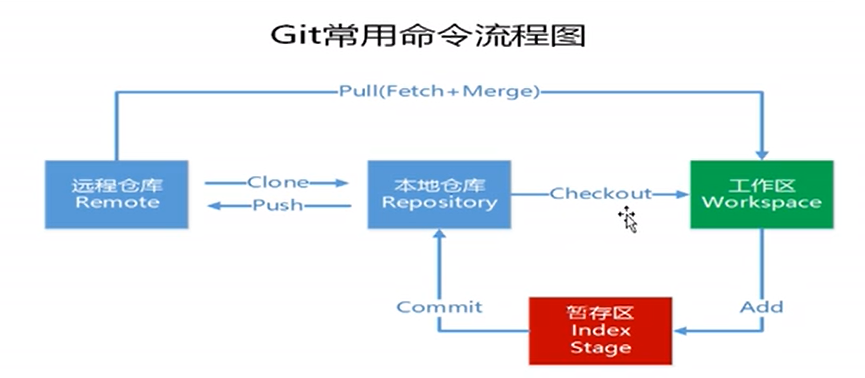 Git常用命令流程图
Pull(Fetch+Merge)
远程仓库
Remote
Clone
Push
本地仓库
Repository
Checkout
工作区
Workspace
Commit
暂存区
Index
Stage
Add